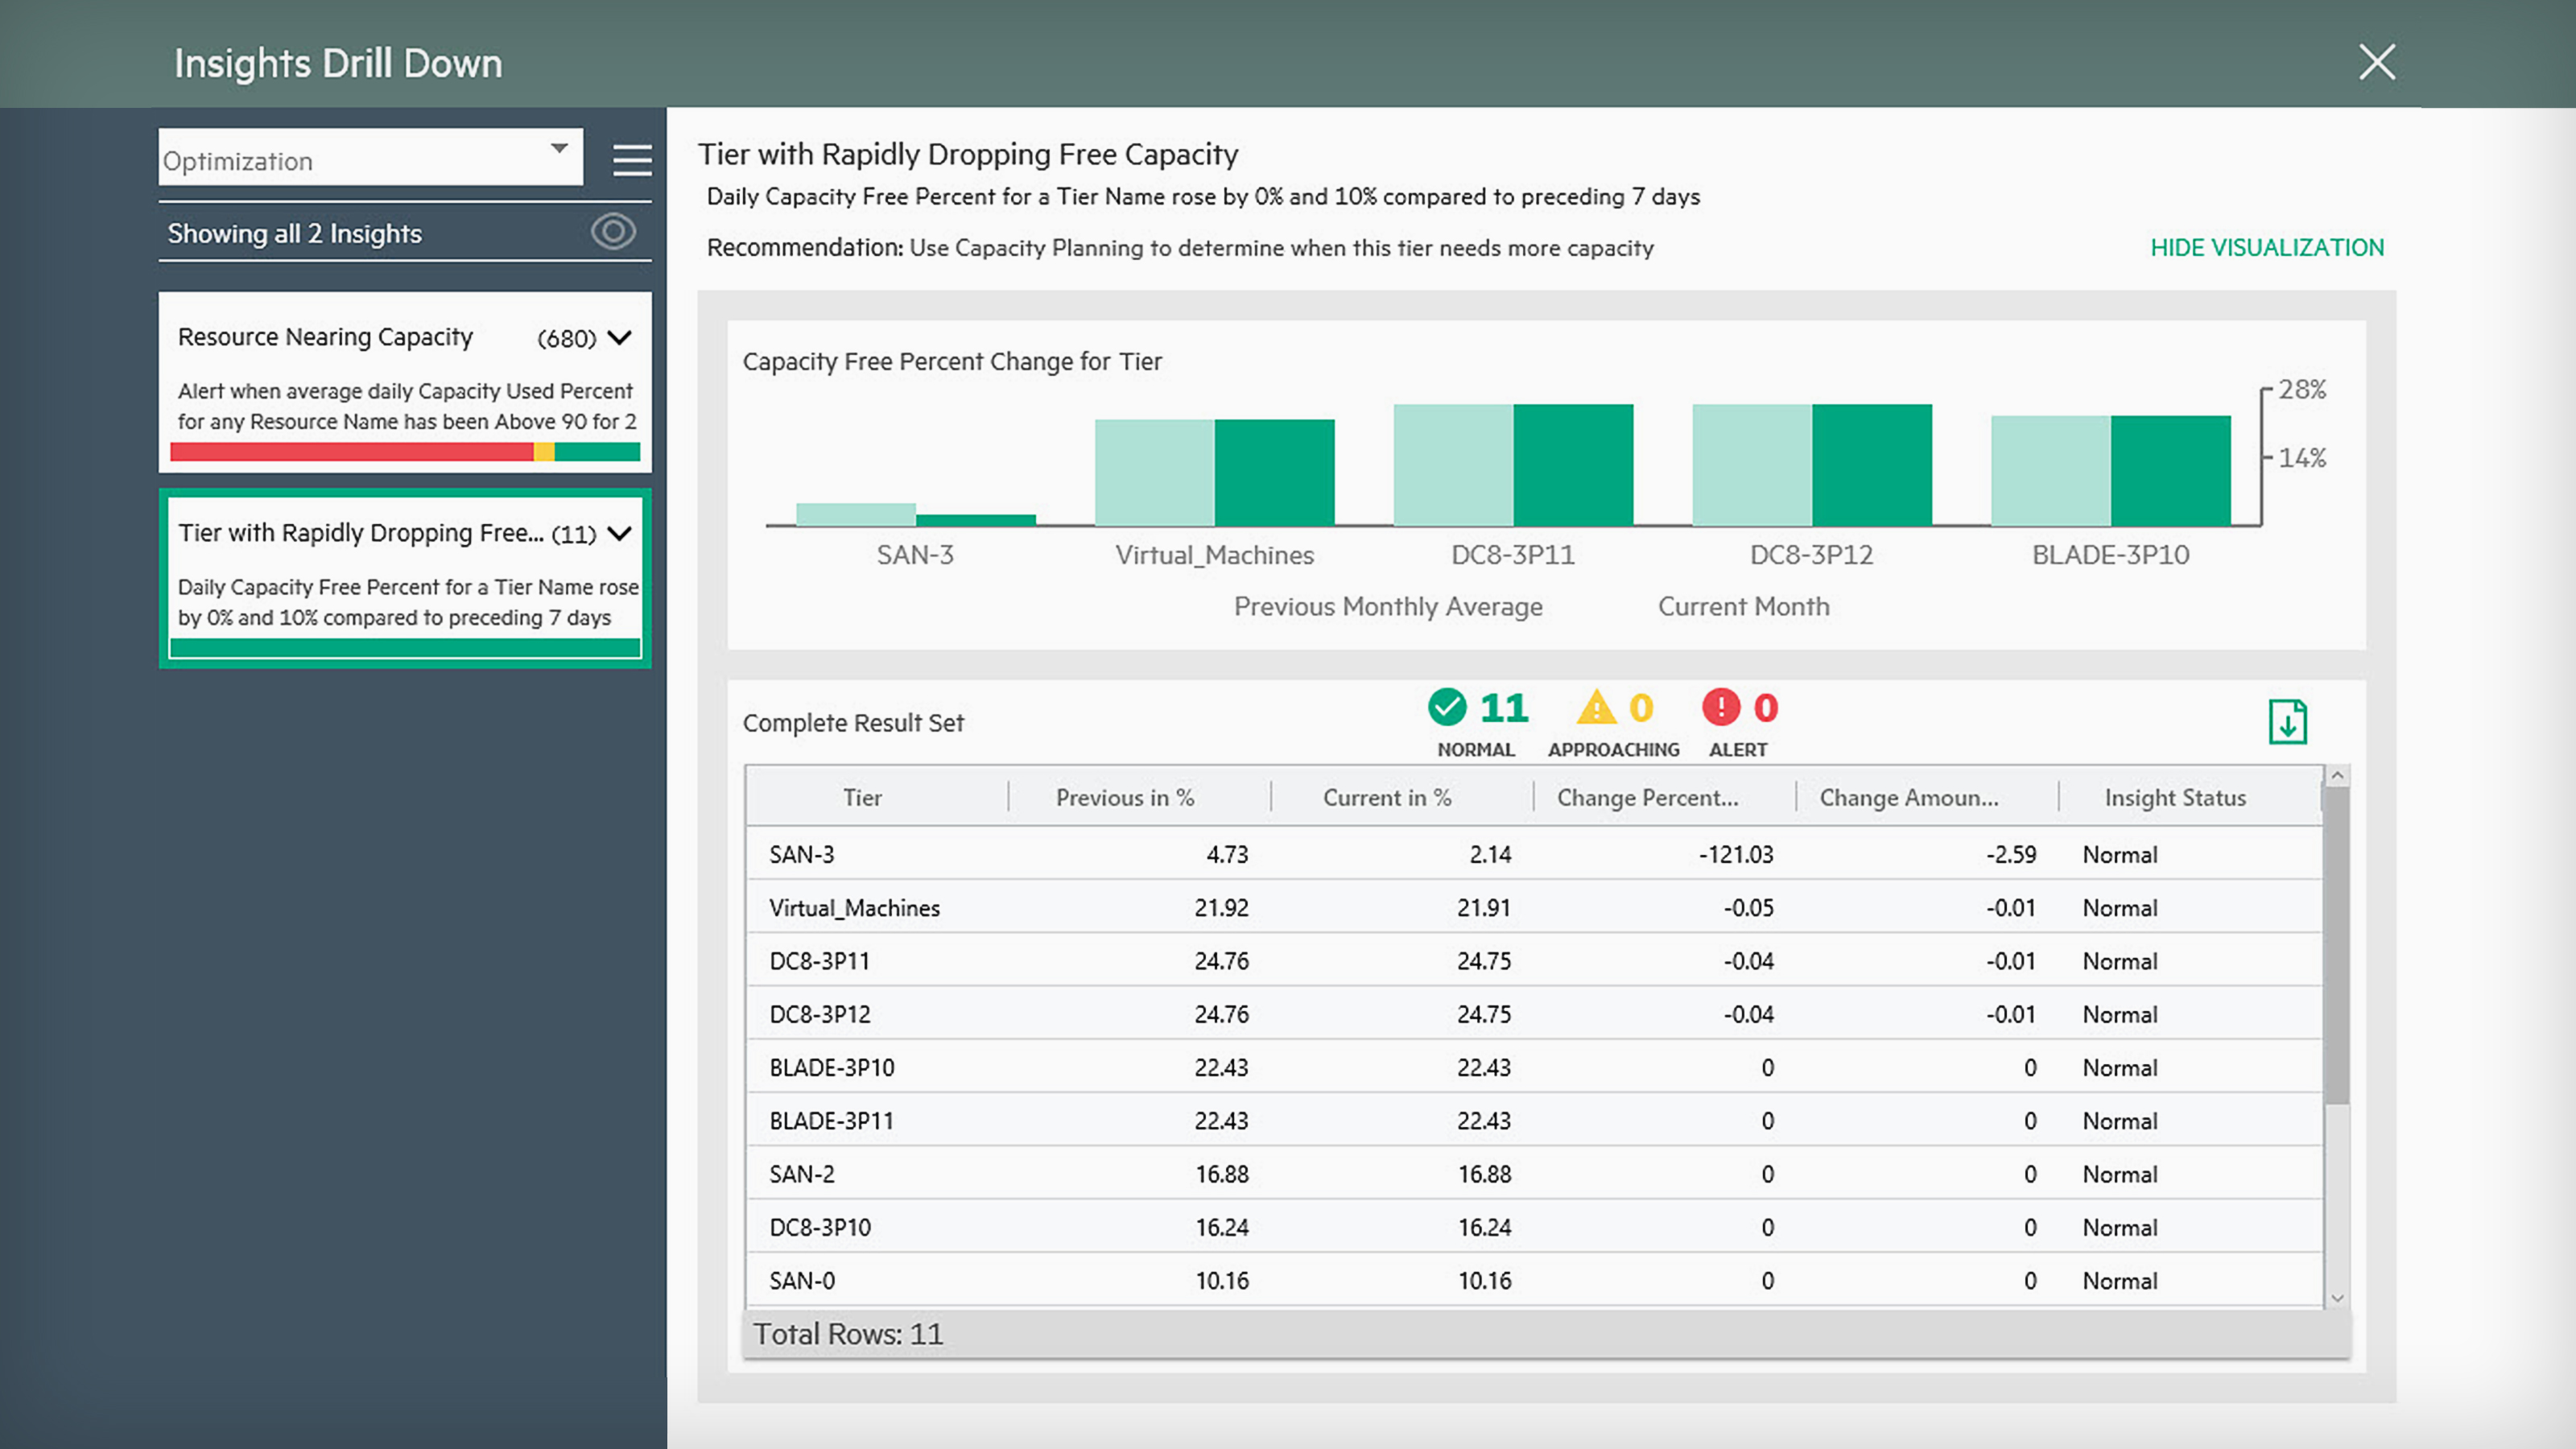 Insights Drill Down
Optimization
Showing all 2 Insights
Resource Nearing Capacity (680)
Alert when average daily Capacity Used Percent
for any Resource Name has been Above 90 for 2
Tier with Rapidly Dropping Free... (11)
Daily Capacity Free Percent for a Tier Name rose
by 0% and 10% compared to preceding 7 days
Tier with Rapidly Dropping Free Capacity
Daily Capacity Free Percent for a Tier Name rose by 0% and 10% compared to preceding 7 days
Recommendation: Use Capacity Planning to determine when this tier needs more capacity
HIDE VISUALIZATION
Capacity Free Percent Change for Tier
28%
14%
SAN-3 Virtual_Machines DC8-3P11 DC8-3P12 BLADE-3P10
Previous Monthly Average Current Month
Complete Result Set
11 0 0
NORMAL APPROACHING ALERT
Tier Previous in % Current in % Change Percent... Change Amoun... Insight Status
SAN-3 4.73 2.14 -121.03 -2.59 Normal
Virtual_Machines 21.92 21.91 -0.05 -0.01 Normal
DC8-3P11 24.76 24.75 -0.04 -0.01 Normal
DC8-3P12 24.76 24.75 -0.04 -0.01 Normal
BLADE-3P10 22.43 22.43 0 0 Normal
BLADE-3P11 22.43 22.43 0 0 Normal
SAN-2 16.88 16.88 0 0 Normal
DC8-3P10 16.24 16.24 0 0 Normal
SAN-0 10.16 10.16 0 0 Normal
Total Rows: 11